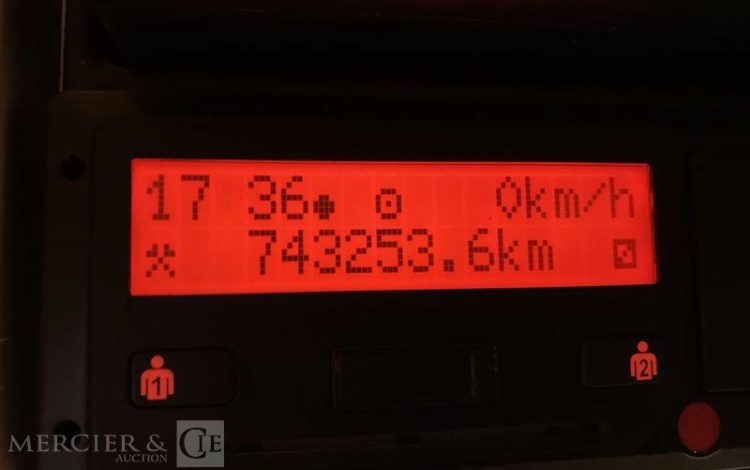 17 36 0km/h
743253.6km
1 2
MERCIER & CIE
AUCTION